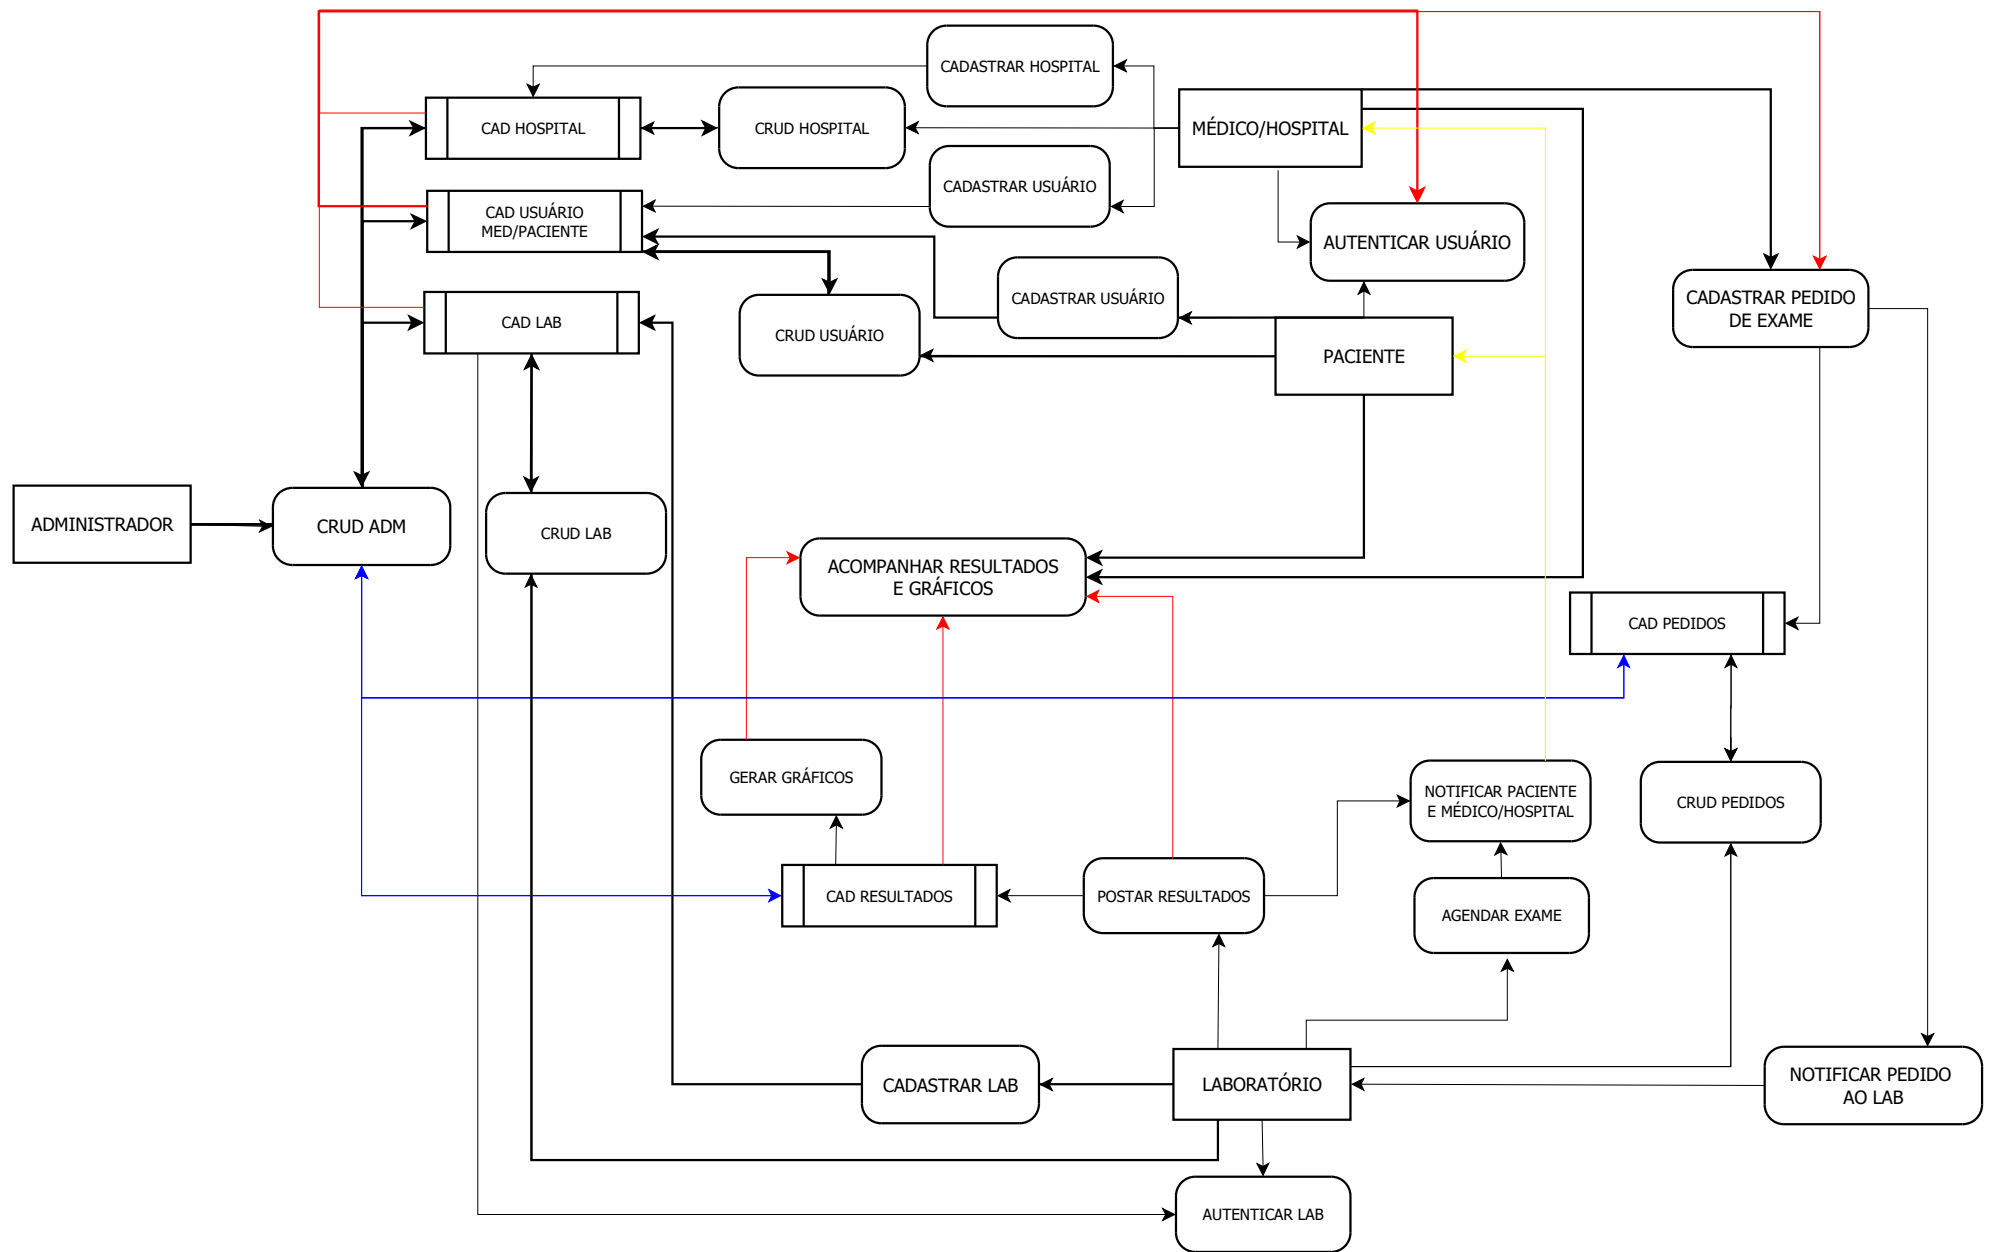 CADASTRAR HOSPITAL
CAD HOSPITAL
CRUD HOSPITAL
MÉDICO/HOSPITAL
CADASTRAR USUÁRIO
CAD USUÁRIO
MED/PACIENTE
AUTENTICAR USUÁRIO
CADASTRAR USUÁRIO
CADASTRAR PEDIDO
DE EXAME
CAD LAB
CRUD USUÁRIO
PACIENTE
ADMINISTRADOR
CRUD ADM
CRUD LAB
ACOMPANHAR RESULTADOS
E GRÁFICOS
CAD PEDIDOS
GERAR GRÁFICOS
NOTIFICAR PACIENTE
E MÉDICO/HOSPITAL
CRUD PEDIDOS
CAD RESULTADOS
POSTAR RESULTADOS
AGENDAR EXAME
CADASTRAR LAB
LABORATÓRIO
NOTIFICAR PEDIDO
AO LAB
AUTENTICAR LAB